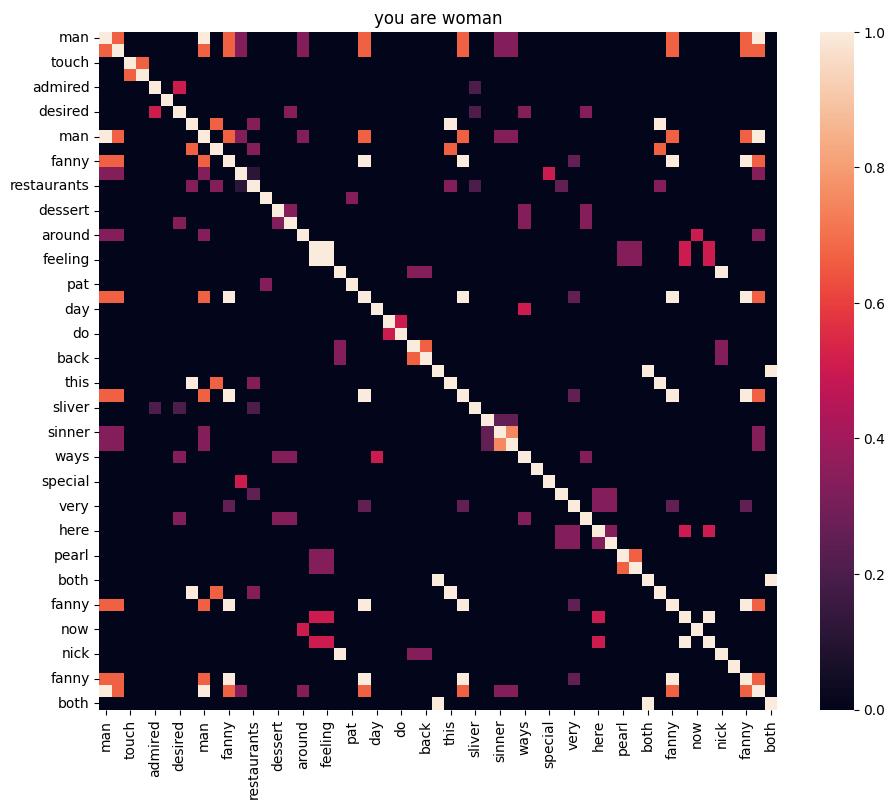 you are woman
man
touch
admired
desired
man
fanny
restaurants
dessert
around
feeling
pat
day
do
back
this
sliver
sinner
ways
special
very
here
pearl
both
fanny
now
nick
fanny
both
1.0
0.8
0.6
0.4
0.2
0.0
man
touch
admired
desired
man
fanny
restaurants
dessert
around
feeling
pat
day
do
back
this
sliver
sinner
ways
special
very
here
pearl
both
fanny
now
nick
fanny
both